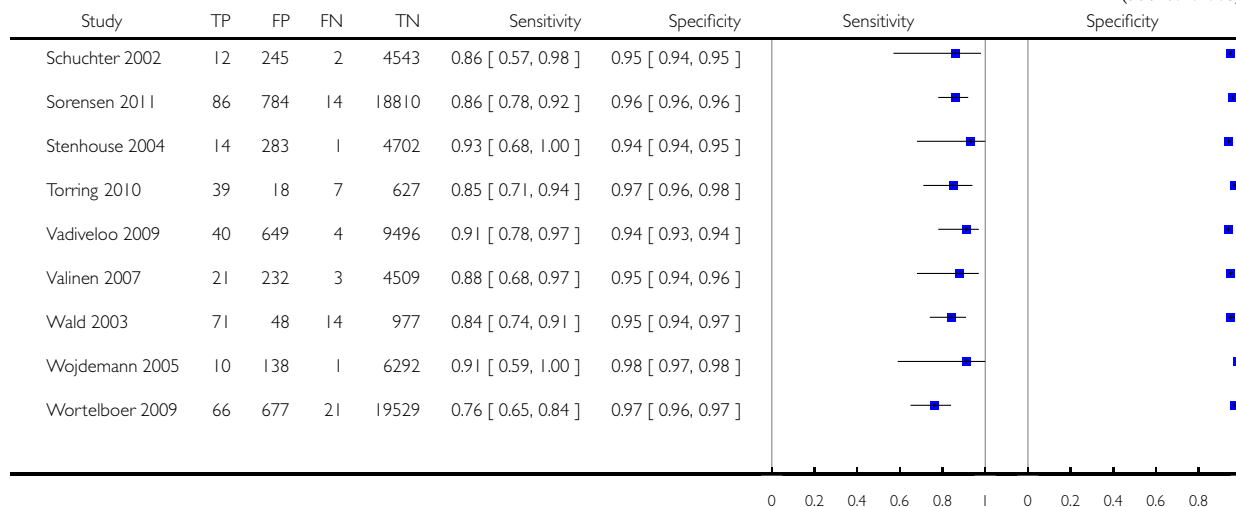 Study TP FP FN TN Sensitivity Specificity Sensitivity Specificity
Schuchter 2002 12 245 2 4543 0.86 [ 0.57, 0.98 ] 0.95 [ 0.94, 0.95 ]
Sorensen 2011 86 784 14 18810 0.86 [ 0.78, 0.92 ] 0.96 [ 0.96, 0.96 ]
Stenhouse 2004 14 283 1 4702 0.93 [ 0.68, 1.00 ] 0.94 [ 0.94, 0.95 ]
Torring 2010 39 18 7 627 0.85 [ 0.71, 0.94 ] 0.97 [ 0.96, 0.98 ]
Vadiveloo 2009 40 649 4 9496 0.91 [ 0.78, 0.97 ] 0.94 [ 0.93, 0.94 ]
Valinen 2007 21 232 3 4509 0.88 [ 0.68, 0.97 ] 0.95 [ 0.94, 0.96 ]
Wald 2003 71 48 14 977 0.84 [ 0.74, 0.91 ] 0.95 [ 0.94, 0.97 ]
Wojdemann 2005 10 138 1 6292 0.91 [ 0.59, 1.00 ] 0.98 [ 0.97, 0.98 ]
Wortelboer 2009 66 677 21 19529 0.76 [ 0.65, 0.84 ] 0.97 [ 0.96, 0.97 ]
0 0.2 0.4 0.6 0.8 1 0 0.2 0.4 0.6 0.8